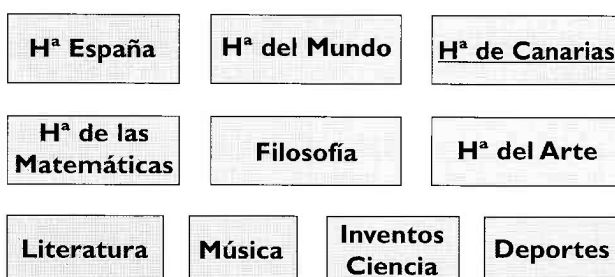 Hª España
Hª del Mundo
Hª de Canarias
Hª de las
Matemáticas
Filosofía
Hª del Arte
Literatura
Música
Inventos
Ciencia
Deportes